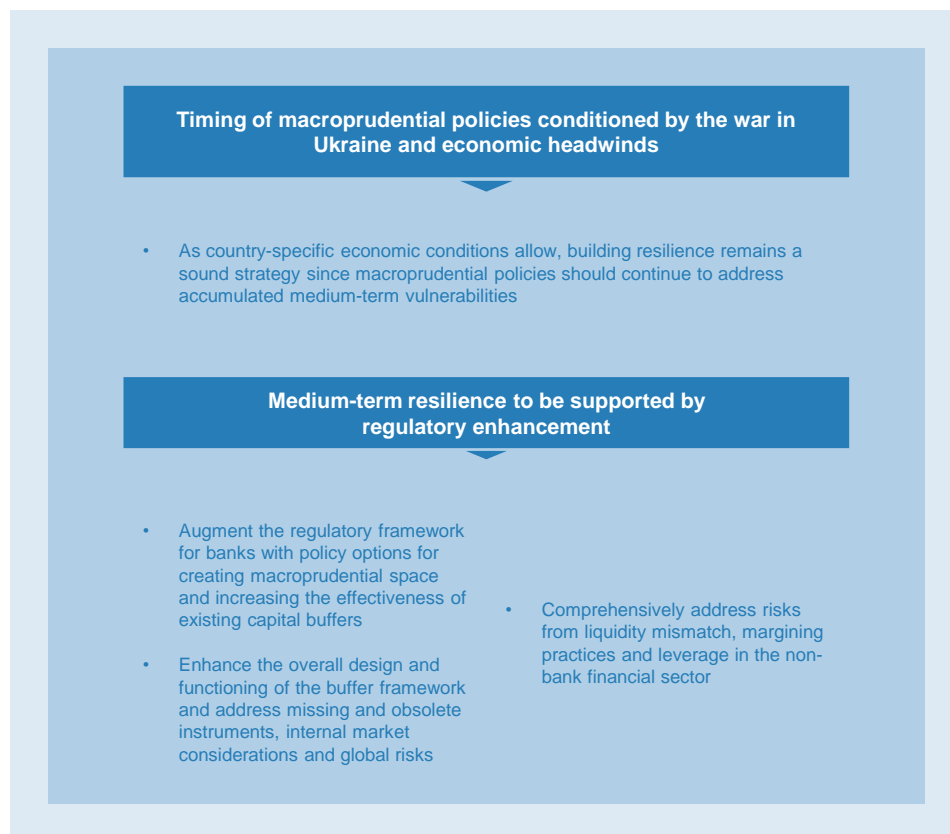 Timing of macroprudential policies conditioned by the war in
Ukraine and economic headwinds
• As country-specific economic conditions allow, building resilience remains a
sound strategy since macroprudential policies should continue to address
accumulated medium-term vulnerabilities
Medium-term resilience to be supported by
regulatory enhancement
• Augment the regulatory framework
for banks with policy options for
creating macroprudential space
and increasing the effectiveness of
existing capital buffers
• Enhance the overall design and
functioning of the buffer framework
and address missing and obsolete
instruments, internal market
considerations and global risks
• Comprehensively address risks
from liquidity mismatch, margining
practices and leverage in the non-
bank financial sector